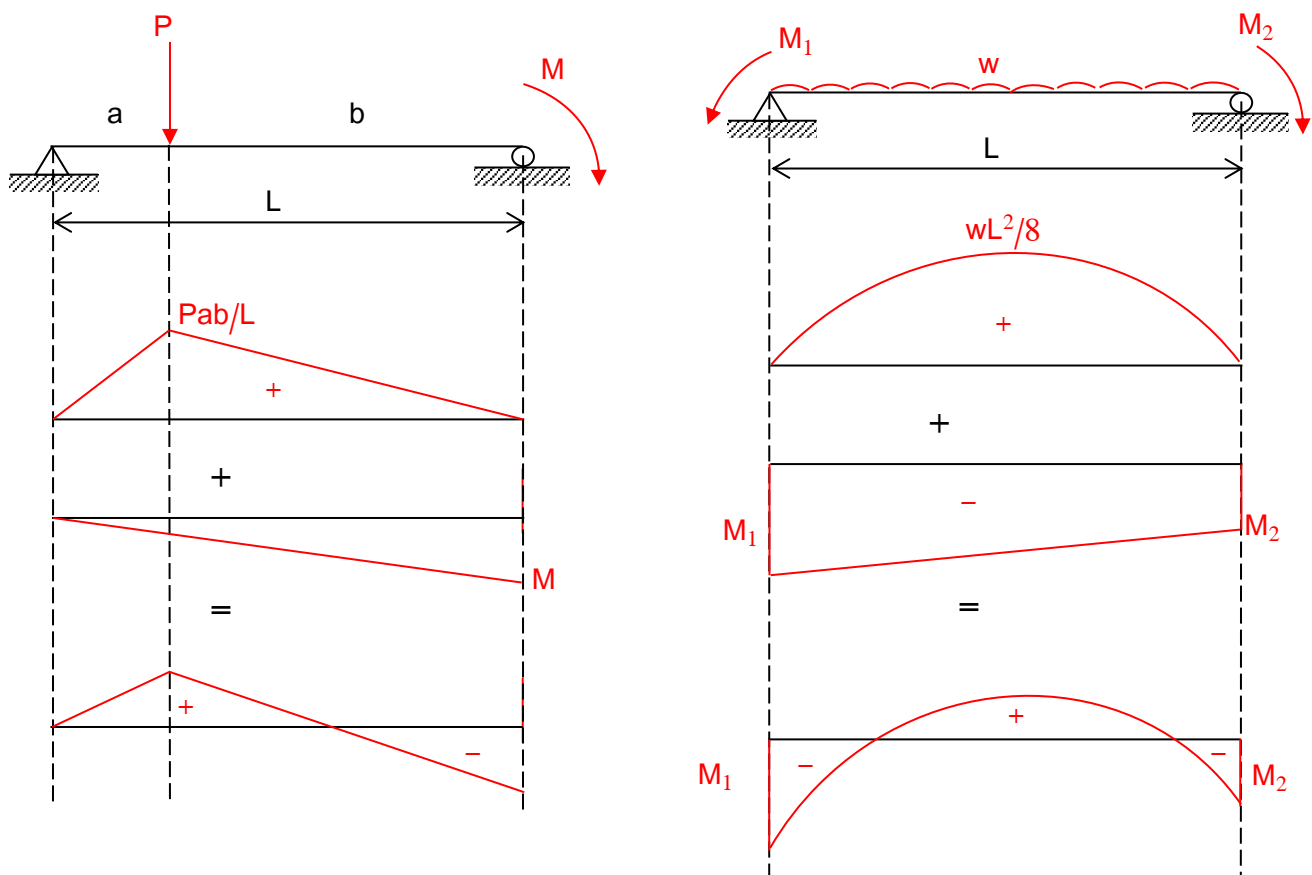 P
M
a
b
L
Pab/L
+
+
M
=
+
−
M₁
M₂
w
L
wL²/8
+
+
−
M₁
M₂
=
+
−
−
M₁
M₂